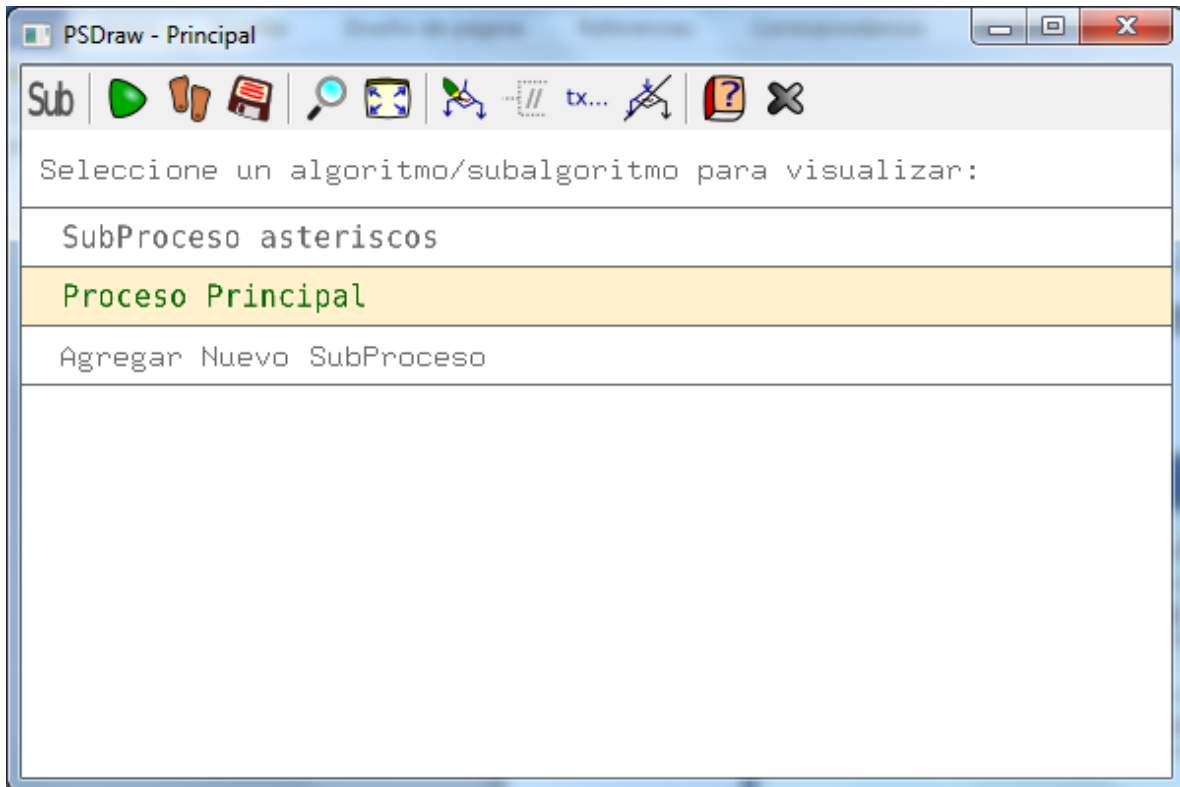 PSDraw - Principal
Sub tx...
Seleccione un algoritmo/subalgoritmo para visualizar:
SubProceso asteriscos
Proceso Principal
Agregar Nuevo SubProceso